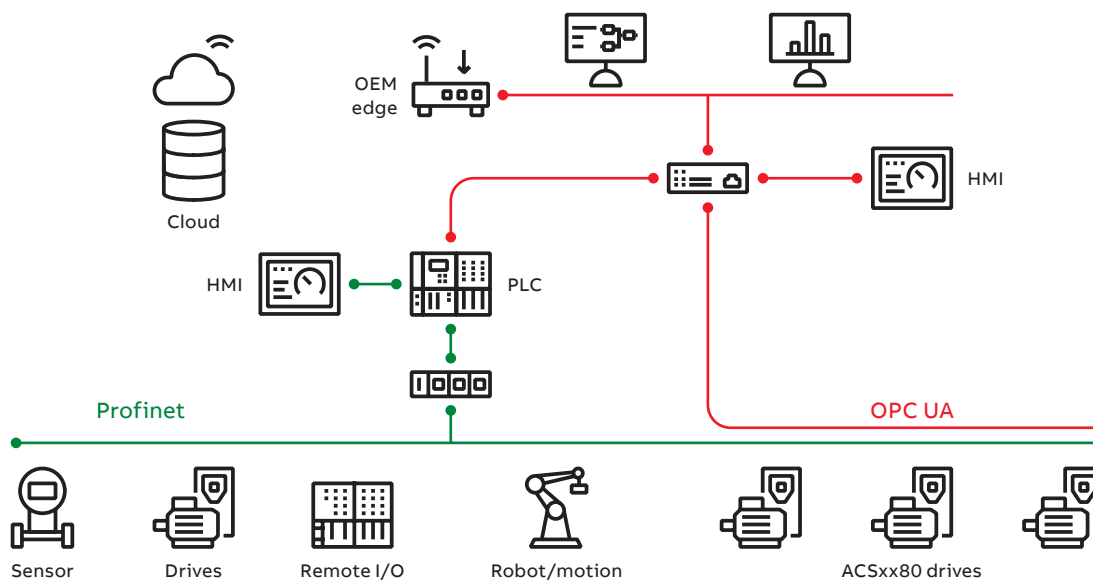 OEM
edge
Cloud
HMI
HMI
PLC
Profinet
OPC UA
Sensor
Drives
Remote I/O
Robot/motion
ACSxx80 drives